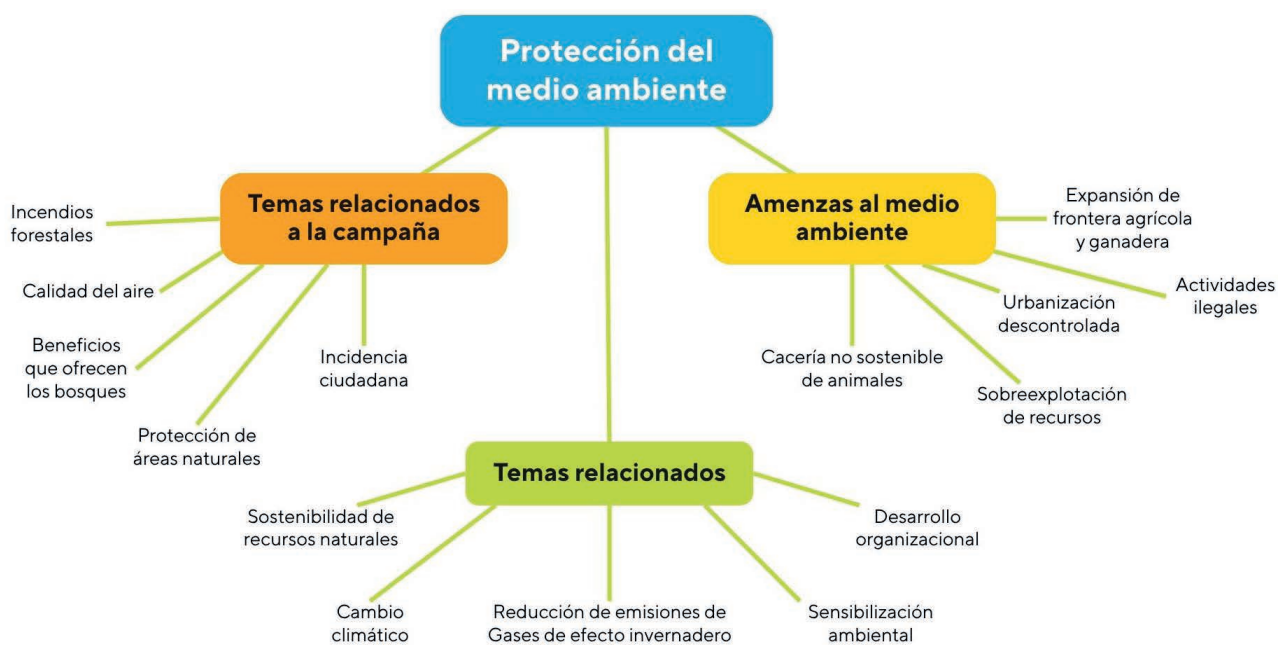 Protección del
medio ambiente
Temas relacionados
a la campaña
Incendios
forestales
Calidad del aire
Beneficios
que ofrecen
los bosques
Protección de
áreas naturales
Incidencia
ciudadana
Amenzas al medio
ambiente
Expansión de
frontera agrícola
y ganadera
Actividades
ilegales
Urbanización
descontrolada
Sobreexplotación
de recursos
Cacería no sostenible
de animales
Temas relacionados
Sostenibilidad de
recursos naturales
Cambio
climático
Reducción de emisiones de
Gases de efecto invernadero
Sensibilización
ambiental
Desarrollo
organizacional